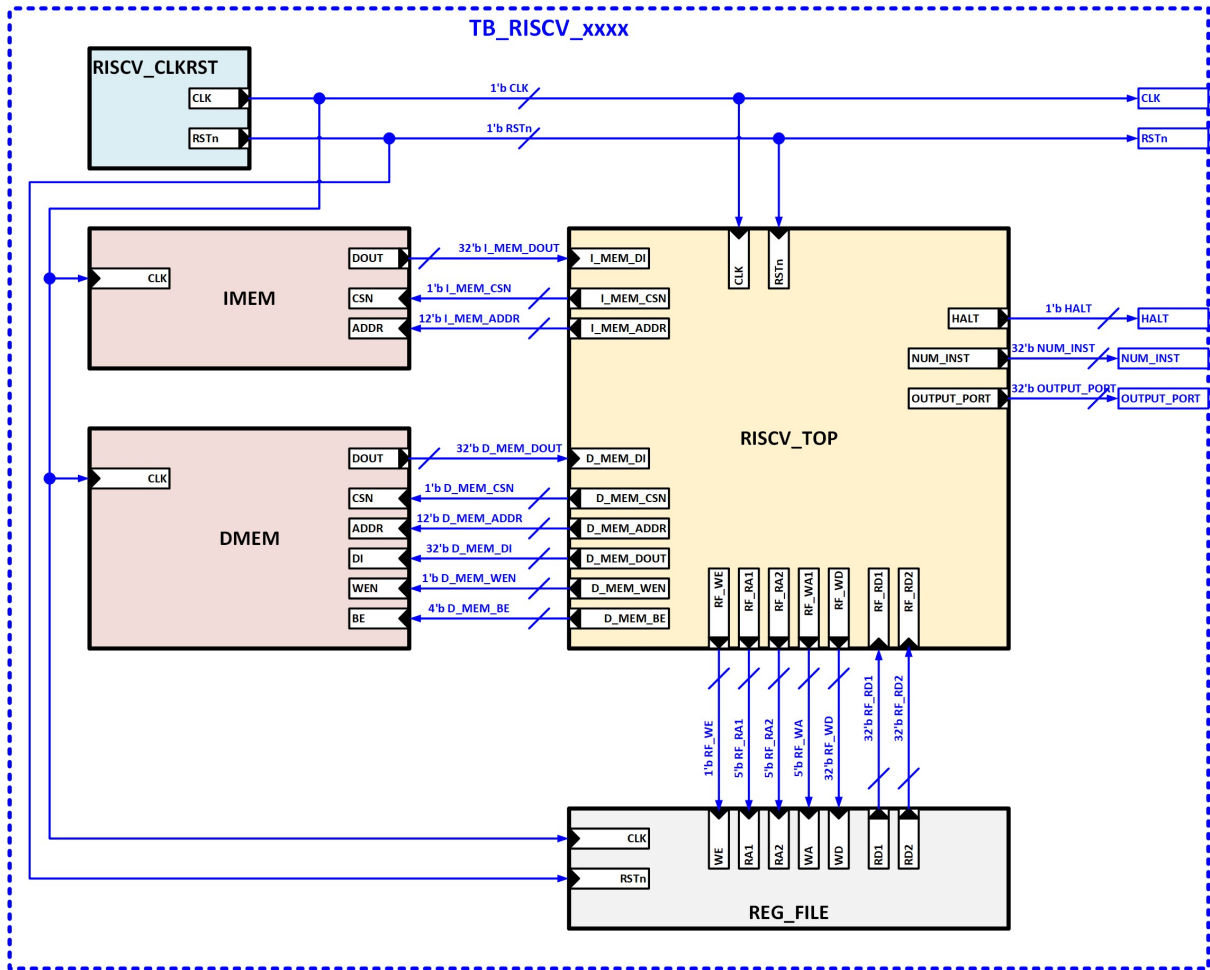 TB_RISCV_xxxx
RISCV_CLKRST
CLK
RSTn
1'b CLK
1'b RSTn
CLK
RSTn
IMEM
CLK
DOUT
CSN
ADDR
32'b I_MEM_DOUT
1'b I_MEM_CSN
12'b I_MEM_ADDR
I_MEM_DI
I_MEM_CSN
I_MEM_ADDR
CLK
RSTn
HALT
NUM_INST
OUTPUT_PORT
1'b HALT
32'b NUM_INST
32'b OUTPUT_PORT
HALT
NUM_INST
OUTPUT_PORT
RISCV_TOP
DMEM
CLK
DOUT
CSN
ADDR
DI
WEN
BE
32'b D_MEM_DOUT
1'b D_MEM_CSN
12'b D_MEM_ADDR
32'b D_MEM_DI
1'b D_MEM_WEN
4'b D_MEM_BE
D_MEM_DI
D_MEM_CSN
D_MEM_ADDR
D_MEM_DOUT
D_MEM_WEN
D_MEM_BE
RF_WE
RF_RA1
RF_RA2
RF_WA1
RF_WD
RF_RD1
RF_RD2
1'b RF_WE
5'b RF_RA1
5'b RF_RA2
5'b RF_WA
32'b RF_WD
32'b RF_RD1
32'b RF_RD2
CLK
RSTn
WE
RA1
RA2
WA
WD
RD1
RD2
REG_FILE